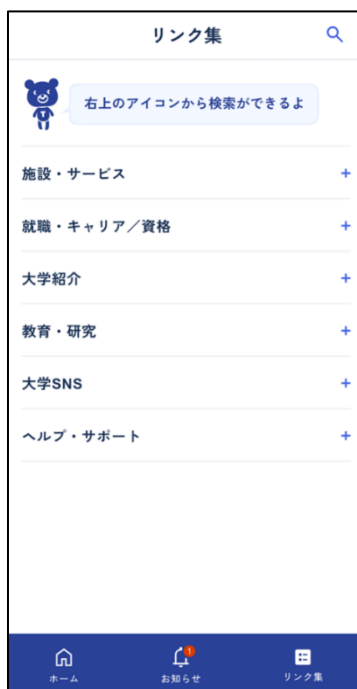 リンク集
右上のアイコンから検索ができるよ
T
施設・サービス
就職・キャリア／資格
大学紹介
教育・研究
大学SNS
ヘルプ・サポート
1
ホーム
お知らせ
リンク集